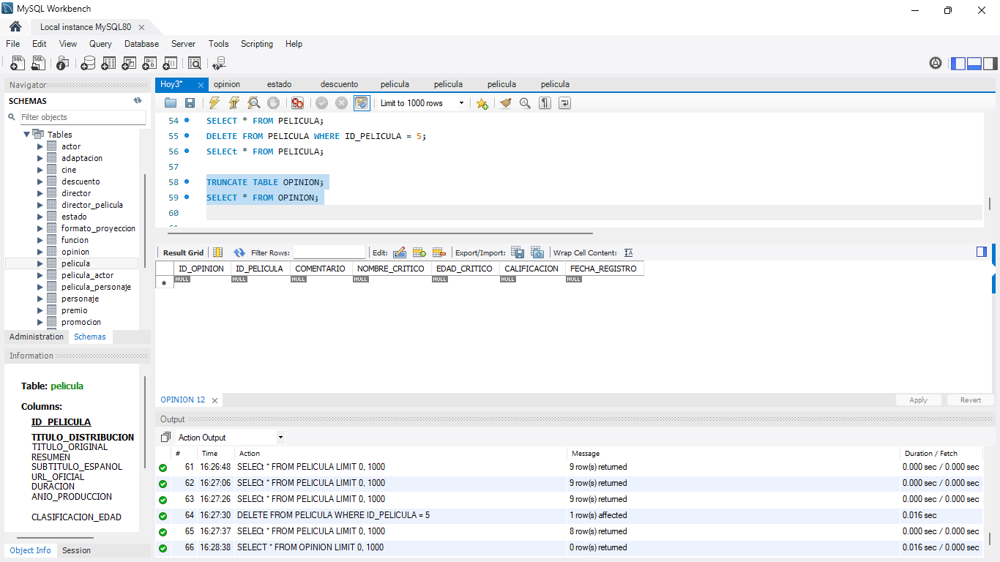 MySQL Workbench
Local instance MySQL80
File Edit View Query Database Server Tools Scripting Help
Navigator
SCHEMAS
Filter objects
Tables
actor
adaptacion
cine
descuento
director
director_pelicula
estado
formato_proyeccion
funcion
opinion
pelicula
pelicula_actor
pelicula_personaje
personaje
premio
promocion
Administration Schemas
Information
Table: pelicula
Columns:
ID_PELICULA
TITULO_DISTRIBUCION
TITULO_ORIGINAL
RESUMEN
SUBTITULO_ESPANOL
URL_OFICIAL
DURACION
ANIO_PRODUCCION
CLASIFICACION_EDAD
Object Info Session
Hoy3* opinion estado descuento pelicula pelicula pelicula pelicula
Limit to 1000 rows
54 SELECT * FROM PELICULA;
55 DELETE FROM PELICULA WHERE ID_PELICULA = 5;
56 SELECt * FROM PELICULA;
57
58 TRUNCATE TABLE OPINION;
59 SELECT * FROM OPINION;
60
Result Grid Filter Rows: Edit: Export/Import: Wrap Cell Content:
ID_OPINION ID_PELICULA COMENTARIO NOMBRE_CRITICO EDAD_CRITICO CALIFICACION FECHA_REGISTRO
NULL NULL NULL NULL NULL NULL NULL
OPINION 12 Apply Revert
Output
Action Output
# Time Action Message Duration / Fetch
61 16:26:48 SELECt * FROM PELICULA LIMIT 0, 1000 9 row(s) returned 0.000 sec / 0.000 sec
62 16:27:06 SELECt * FROM PELICULA LIMIT 0, 1000 9 row(s) returned 0.000 sec / 0.000 sec
63 16:27:26 SELECt * FROM PELICULA LIMIT 0, 1000 9 row(s) returned 0.000 sec / 0.000 sec
64 16:27:30 DELETE FROM PELICULA WHERE ID_PELICULA = 5 1 row(s) affected 0.016 sec
65 16:27:37 SELECt * FROM PELICULA LIMIT 0, 1000 8 row(s) returned 0.000 sec / 0.000 sec
66 16:28:38 SELECT * FROM OPINION LIMIT 0, 1000 0 row(s) returned 0.016 sec / 0.000 sec